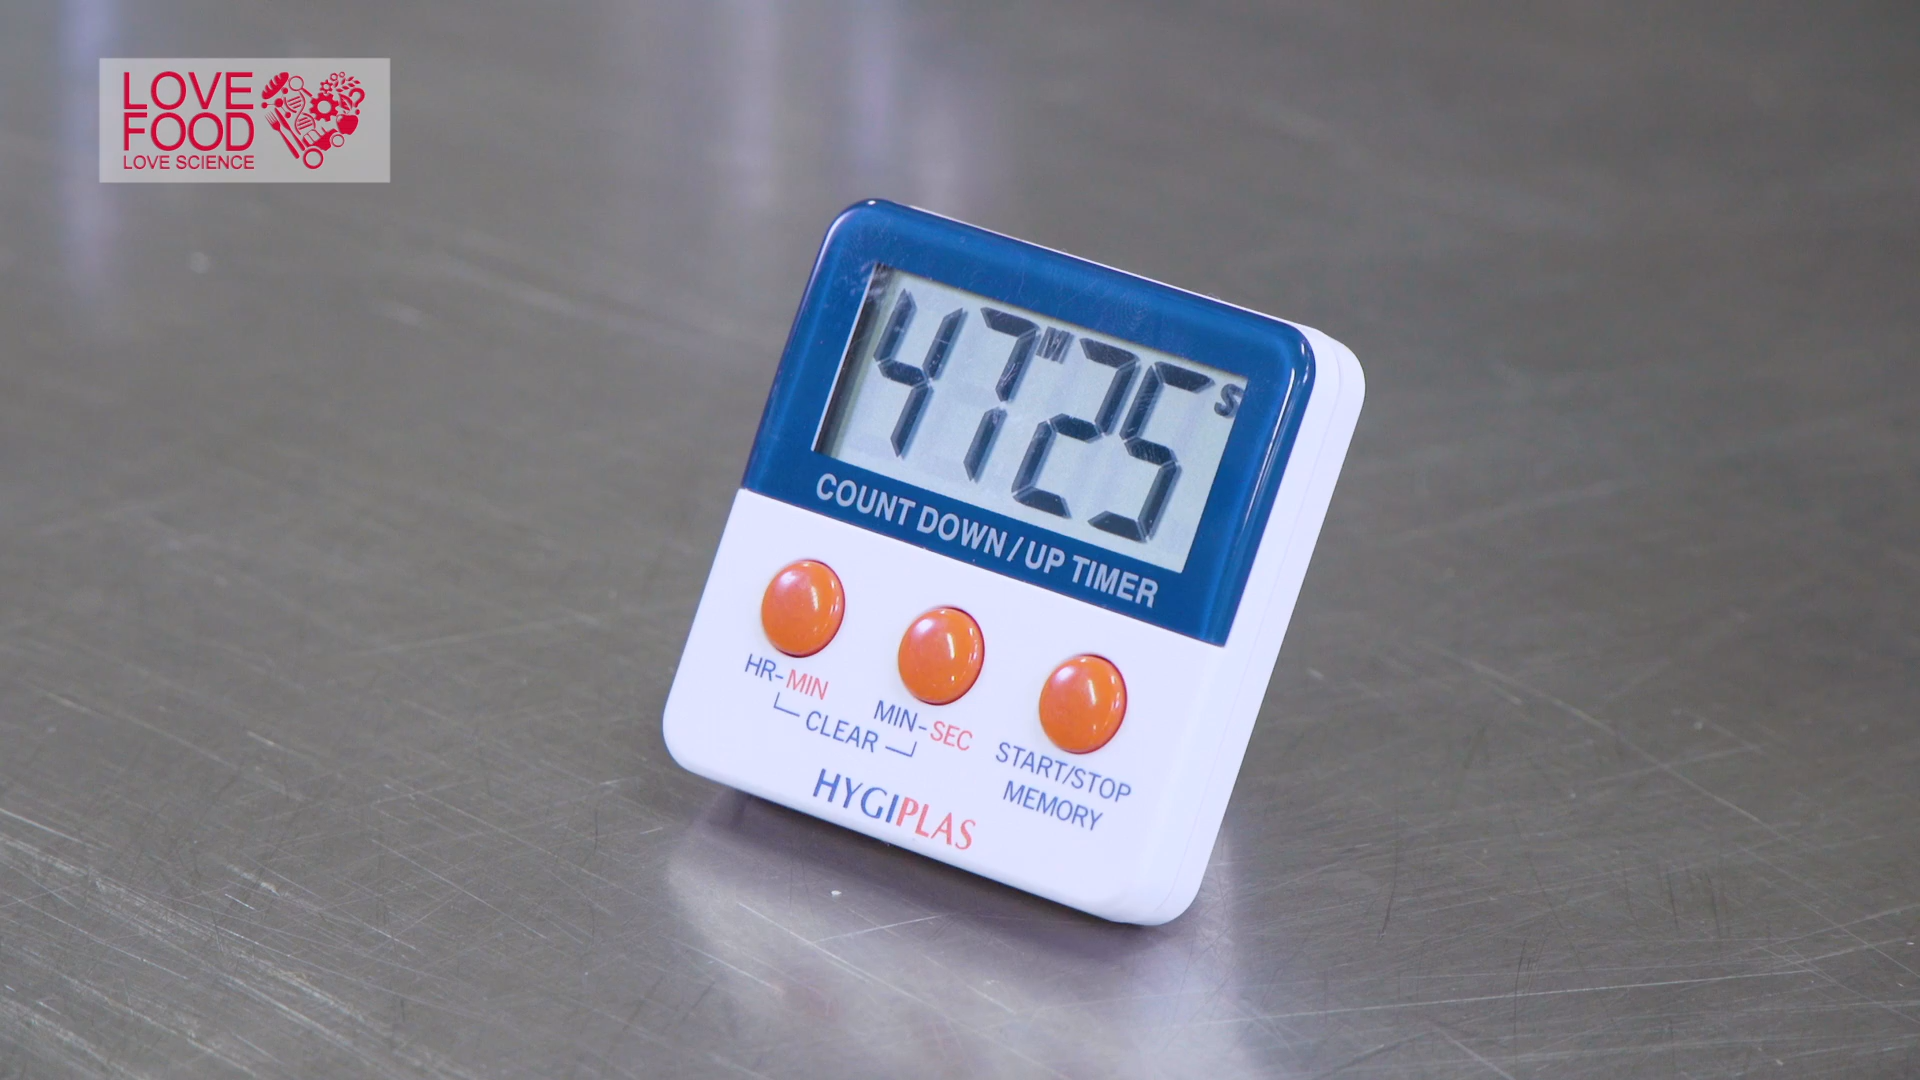 LOVE
FOOD
LOVE SCIENCE
47M25S
COUNT DOWN / UP TIMER
HR-MIN
MIN-SEC
CLEAR
START/STOP
MEMORY
HYGIPLAS